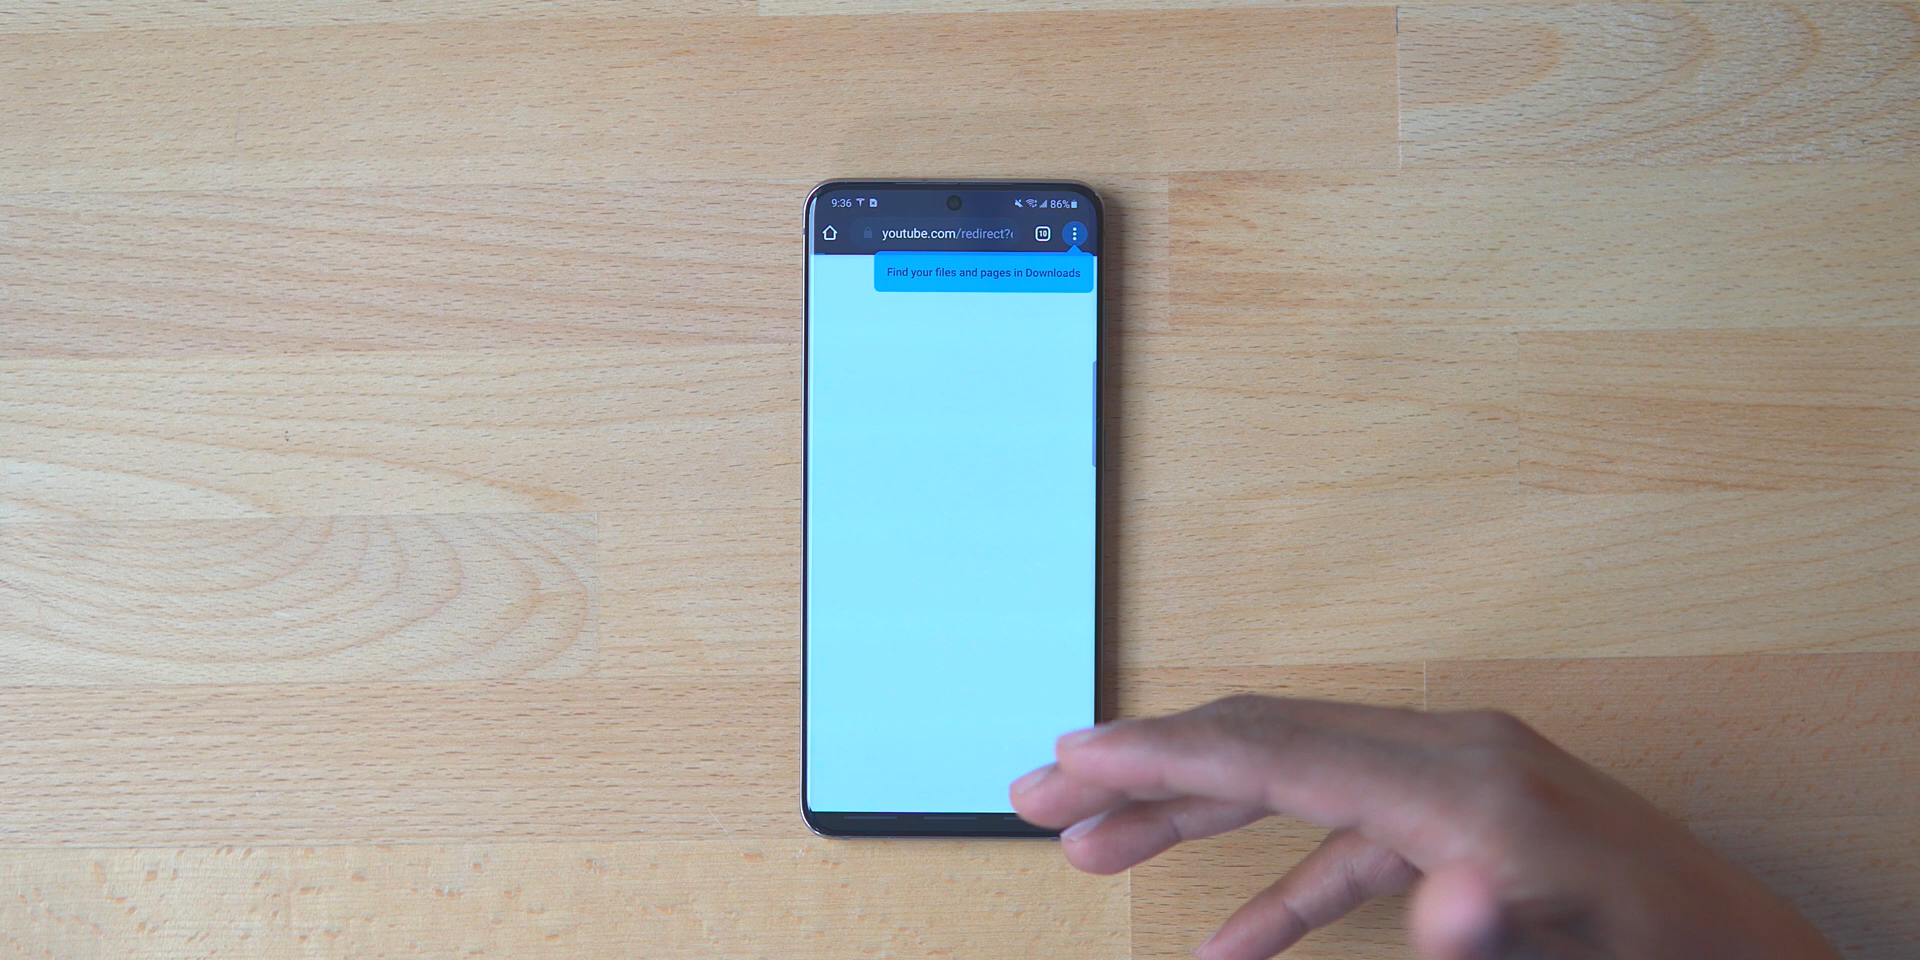 9:36 86%
youtube.com/redirect?
10
Find your files and pages in Downloads